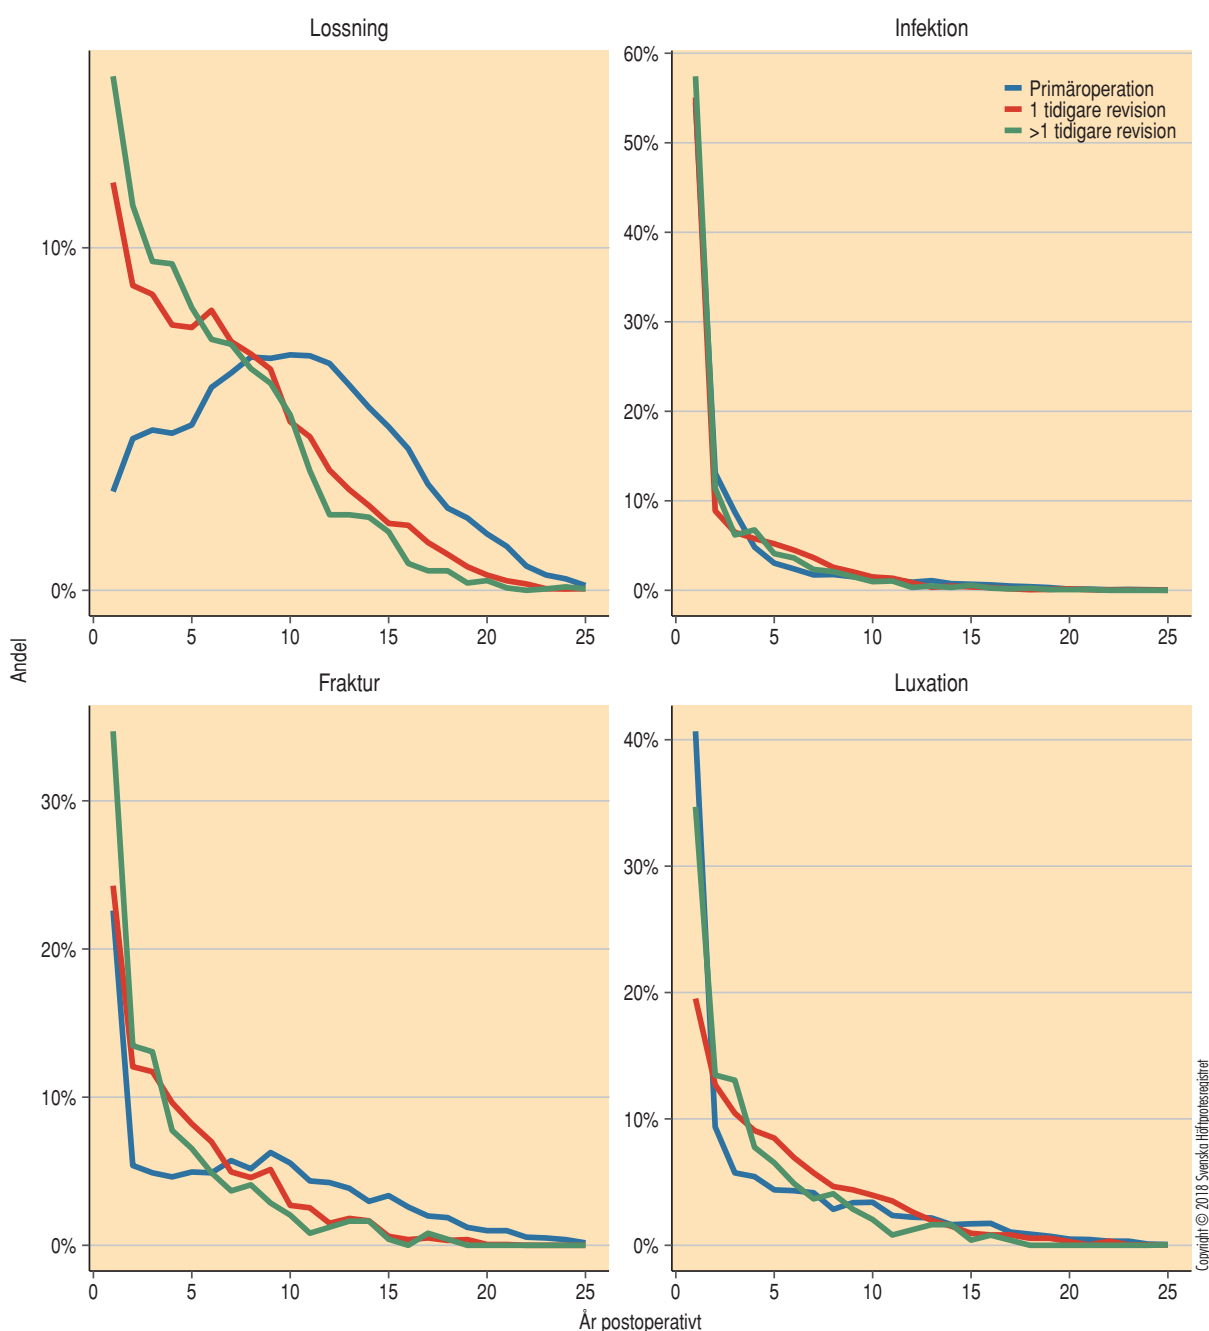 Lossning
10%
0%
0 5 10 15 20 25
Infektion
Primäroperation
1 tidigare revision
>1 tidigare revision
60%
50%
40%
30%
20%
10%
0%
0 5 10 15 20 25
Andel
Fraktur
30%
20%
10%
0%
0 5 10 15 20 25
Luxation
40%
30%
20%
10%
0%
0 5 10 15 20 25
År postoperativt
Copyright © 2018 Svenska Höftprotesregistret